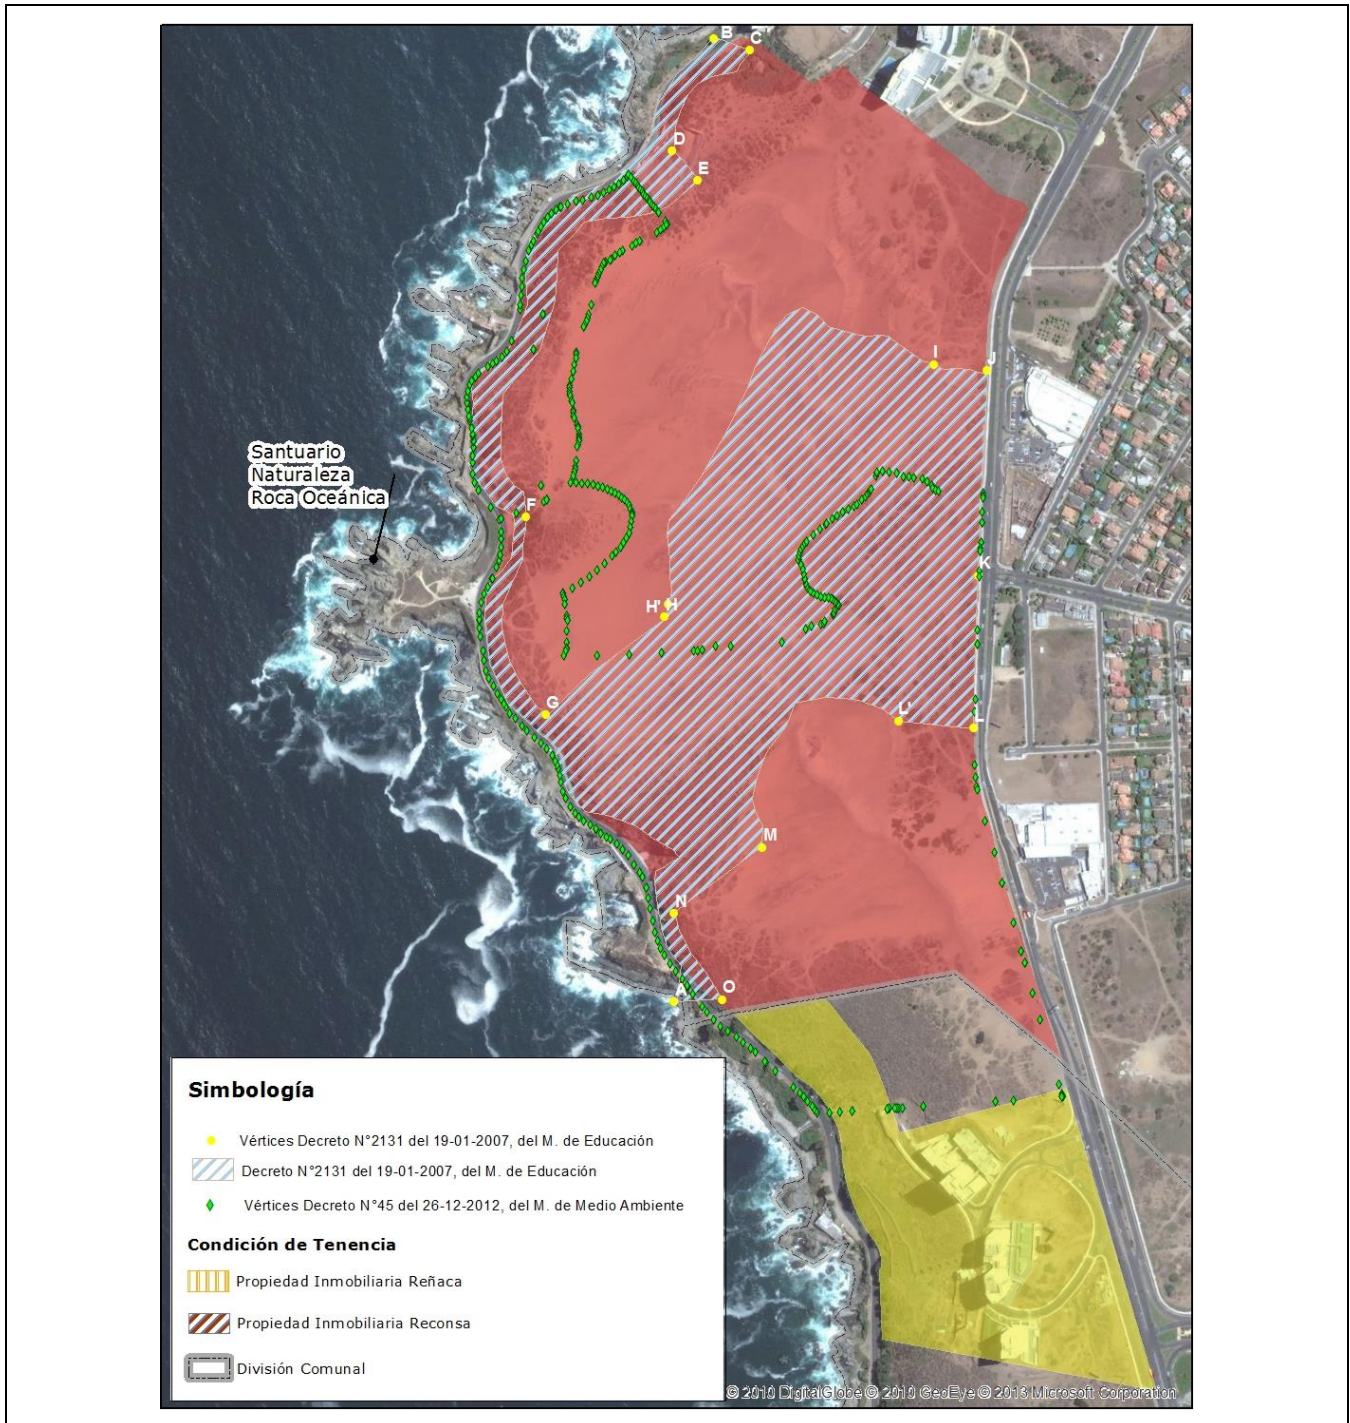 B
C
D
E
I
J
Santuario
Naturaleza
Roca Oceánica
F
K
H' H
G
L'
L
M
N
A
O
Simbología
Vértices Decreto N°2131 del 19-01-2007, del M. de Educación
Decreto N°2131 del 19-01-2007, del M. de Educación
Vértices Decreto N°45 del 26-12-2012, del M. de Medio Ambiente
Condición de Tenencia
Propiedad Inmobiliaria Reñaca
Propiedad Inmobiliaria Reconsa
División Comunal
© 2010 DigitalGlobe © 2010 GeoEye © 2013 Microsoft Corporation